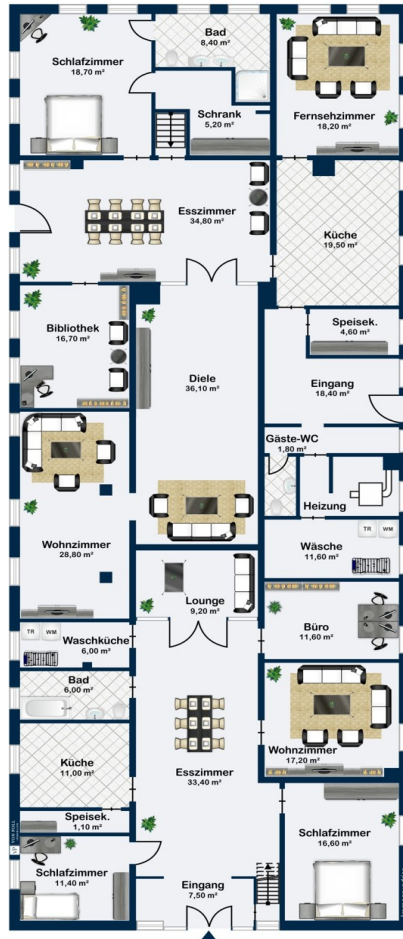 Bad
8,40 m²
Schlafzimmer
18,70 m²
Schrank
5,20 m²
Fernsehzimmer
18,20 m²
Esszimmer
34,80 m²
Küche
19,50 m²
Bibliothek
16,70 m²
Speisek.
4,60 m²
Diele
36,10 m²
Eingang
18,40 m²
Gäste-WC
1,80 m²
Heizung
Wohnzimmer
28,80 m²
TR WM
Wäsche
11,60 m²
Lounge
9,20 m²
Büro
11,60 m²
TR WM
Waschküche
6,00 m²
Bad
6,00 m²
Wohnzimmer
17,20 m²
Küche
11,00 m²
Esszimmer
33,40 m²
Speisek.
1,10 m²
Schlafzimmer
16,60 m²
Schlafzimmer
11,40 m²
Eingang
7,50 m²
VP VON POLL